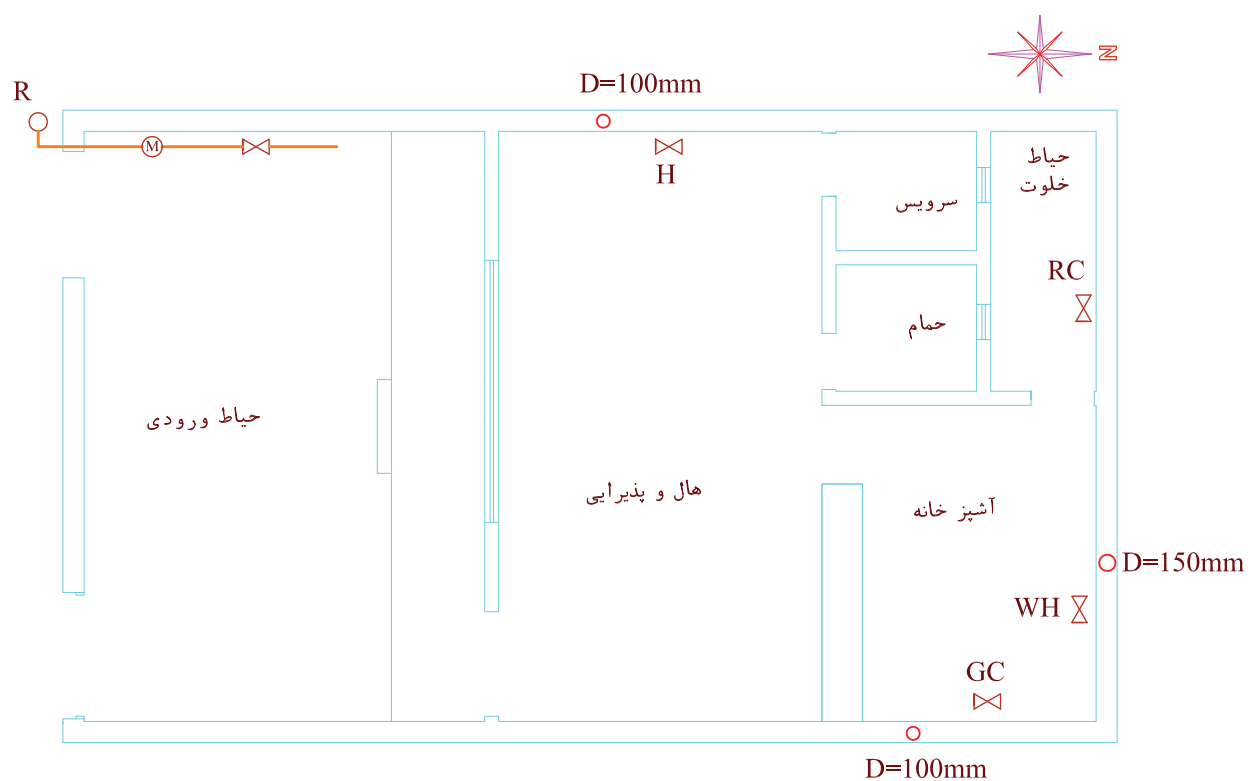 N
D=100mm
R
M
H
حیاط
خلوت
سرویس
RC
حمام
حیاط ورودی
هال و پذیرایی
آشپز خانه
D=150mm
WH
GC
D=100mm